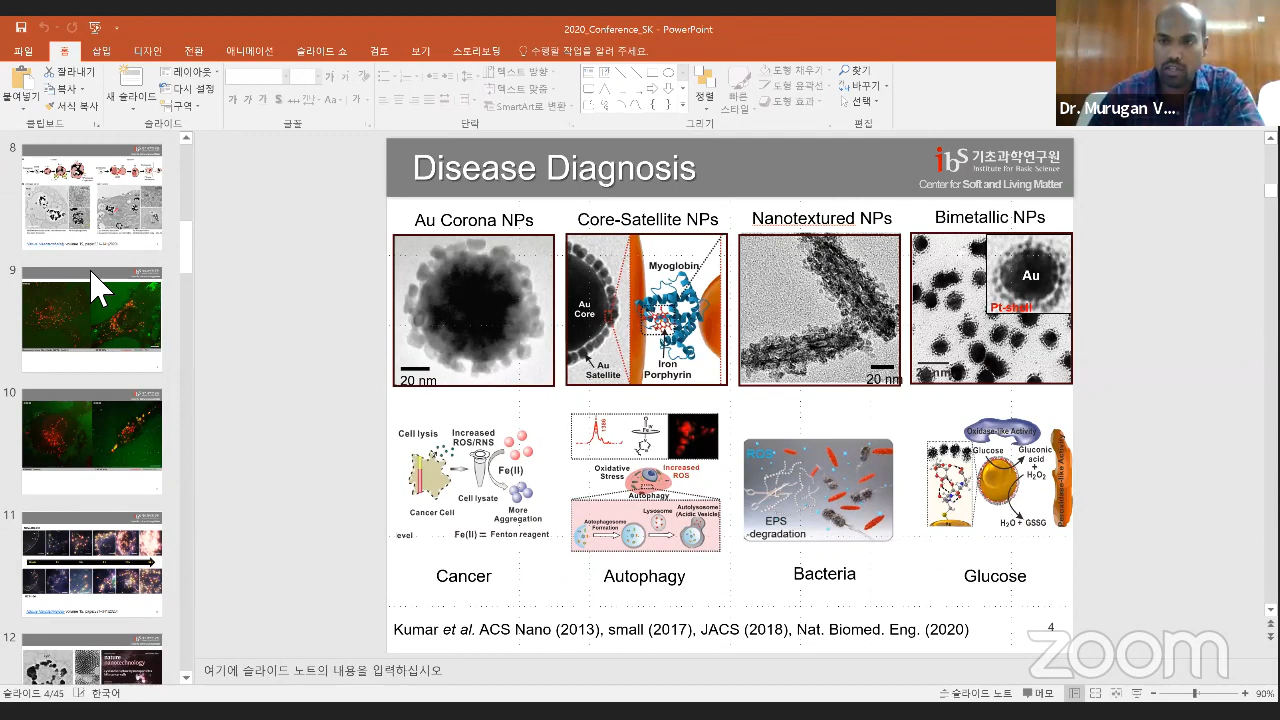 2020_Conference_SK - PowerPoint
파일 홈 삽입 디자인 전환 애니메이션 슬라이드 쇼 검토 보기 스토리보딩 수행할 작업을 알려 주세요.
붙여넣기
잘라내기
복사
서식 복사
클립보드
새 슬라이드
레이아웃
다시 설정
구역
슬라이드
글꼴
텍스트 방향
텍스트 맞춤
SmartArt로 변환
단락
정렬
빠른 스타일
도형 채우기
도형 윤곽선
도형 효과
그리기
찾기
바꾸기
선택
편집
Dr. Murugan V...
8
9
10
11
12
nature nanotechnology
Disease Diagnosis
ibS 기초과학연구원
Institute for Basic Science
Center for Soft and Living Matter
Au Corona NPs
Core-Satellite NPs
Nanotextured NPs
Bimetallic NPs
20 nm
Au Core
Au Satellite
Myoglobin
Iron Porphyrin
20 nm
Au
Pt-shell
20 nm
Cell lysis
Increased ROS/RNS
Fe(II)
Cell lysate
Cancer Cell
More Aggregation
level
Fe(II) = Fenton reagent
1386
Oxidative Stress
Increased ROS
Autophagy
Autophagosome Formation
Lysosome
Autolysosome (Acidic Vesicle)
ROS
EPS
-degradation
Oxidase-like Activity
Glucose
Gluconic acid + H₂O₂
H₂O + GSSG
Peroxidase-like Activity
Cancer
Autophagy
Bacteria
Glucose
Kumar et al. ACS Nano (2013), small (2017), JACS (2018), Nat. Biomed. Eng. (2020)
4
zoom
여기에 슬라이드 노트의 내용을 입력하십시오
슬라이드 4/45 한국어
슬라이드 노트 메모 90%